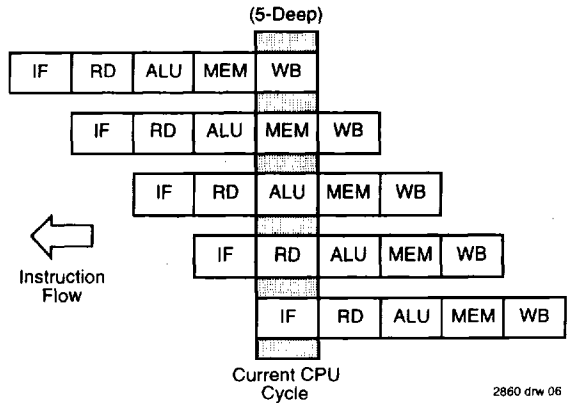 (5-Deep)
IF RD ALU MEM WB
IF RD ALU MEM WB
IF RD ALU MEM WB
IF RD ALU MEM WB
IF RD ALU MEM WB
Instruction
Flow
Current CPU
Cycle
2860 drw 06